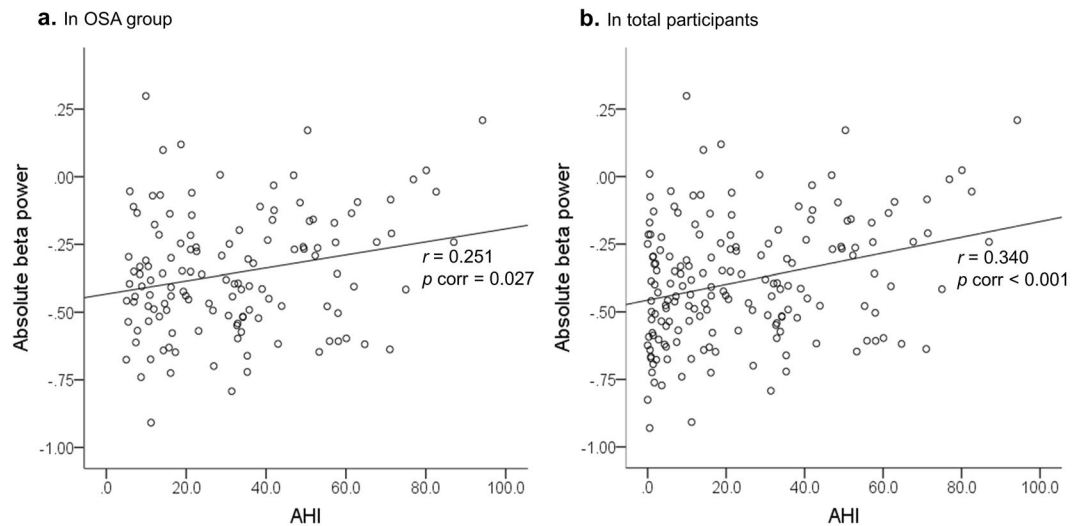 a. In OSA group
Absolute beta power
.25
.00
-.25
-.50
-.75
-1.00
r = 0.251
p corr = 0.027
.0 20.0 40.0 60.0 80.0 100.0
AHI
b. In total participants
Absolute beta power
.25
.00
-.25
-.50
-.75
-1.00
r = 0.340
p corr < 0.001
.0 20.0 40.0 60.0 80.0 100.0
AHI